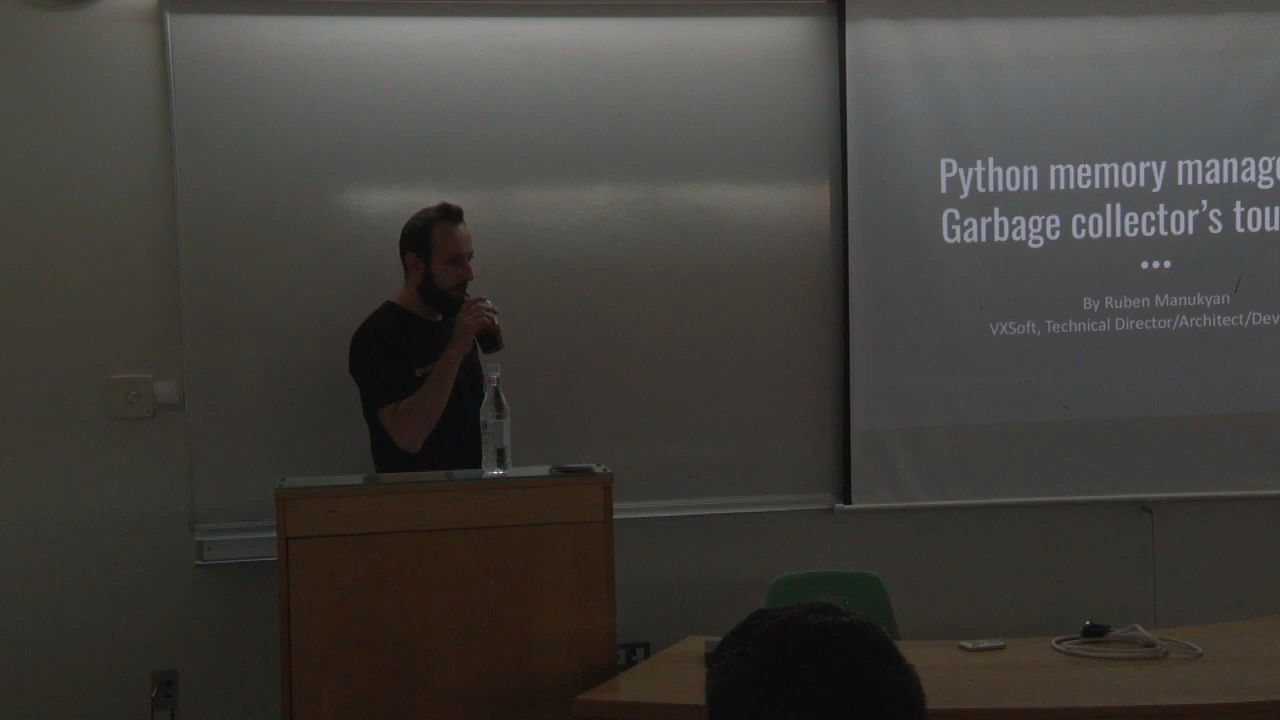 Python memory manage
Garbage collector's tou
By Ruben Manukyan
VXSoft, Technical Director/Architect/Dev